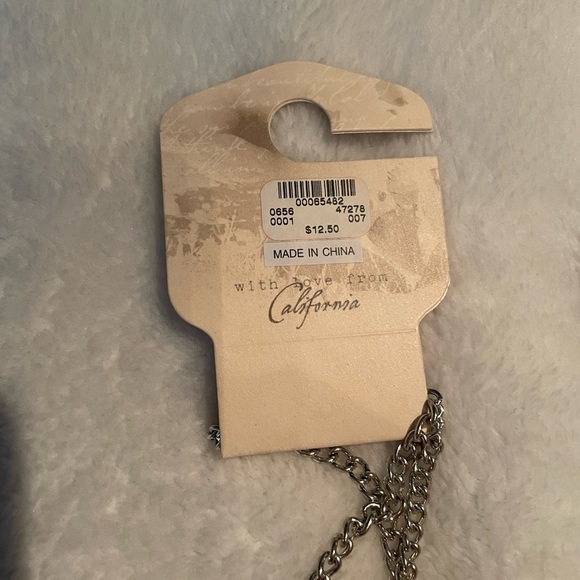 00065482
0656 47278
0001 007
$12.50
MADE IN CHINA
with love from
California